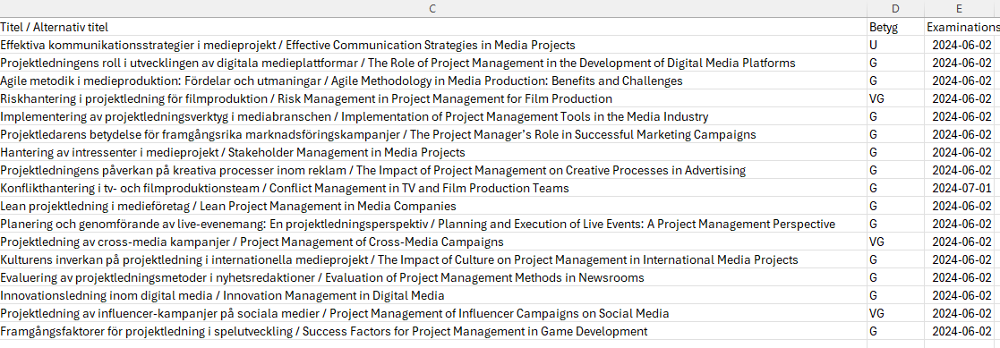 C D E
Titel / Alternativ titel Betyg Examinations
Effektiva kommunikationsstrategier i medieprojekt / Effective Communication Strategies in Media Projects U 2024-06-02
Projektledningens roll i utvecklingen av digitala medieplattformar / The Role of Project Management in the Development of Digital Media Platforms G 2024-06-02
Agile metodik i medieproduktion: Fördelar och utmaningar / Agile Methodology in Media Production: Benefits and Challenges G 2024-06-02
Riskhantering i projektledning för filmproduktion / Risk Management in Project Management for Film Production VG 2024-06-02
Implementering av projektledningsverktyg i mediabranschen / Implementation of Project Management Tools in the Media Industry G 2024-06-02
Projektledarens betydelse för framgångsrika marknadsföringskampanjer / The Project Manager's Role in Successful Marketing Campaigns G 2024-06-02
Hantering av intressenter i medieprojekt / Stakeholder Management in Media Projects G 2024-06-02
Projektledningens påverkan på kreativa processer inom reklam / The Impact of Project Management on Creative Processes in Advertising G 2024-06-02
Konflikthantering i tv- och filmproduktionsteam / Conflict Management in TV and Film Production Teams G 2024-07-01
Lean projektledning i medieföretag / Lean Project Management in Media Companies G 2024-06-02
Planering och genomförande av live-evenemang: En projektledningsperspektiv / Planning and Execution of Live Events: A Project Management Perspective G 2024-06-02
Projektledning av cross-media kampanjer / Project Management of Cross-Media Campaigns VG 2024-06-02
Kulturens inverkan på projektledning i internationella medieprojekt / The Impact of Culture on Project Management in International Media Projects G 2024-06-02
Evaluering av projektledningsmetoder i nyhetsredaktioner / Evaluation of Project Management Methods in Newsrooms G 2024-06-02
Innovationsledning inom digital media / Innovation Management in Digital Media G 2024-06-02
Projektledning av influencer-kampanjer på sociala medier / Project Management of Influencer Campaigns on Social Media VG 2024-06-02
Framgångsfaktorer för projektledning i spelutveckling / Success Factors for Project Management in Game Development G 2024-06-02